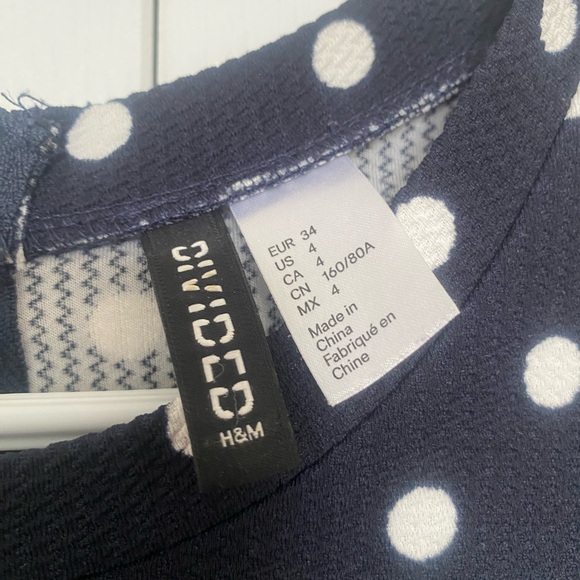 DIVIDED
H&M
EUR 34
US 4
CA 4
CN 160/80A
MX 4
Made in
China
Fabriqué en
Chine